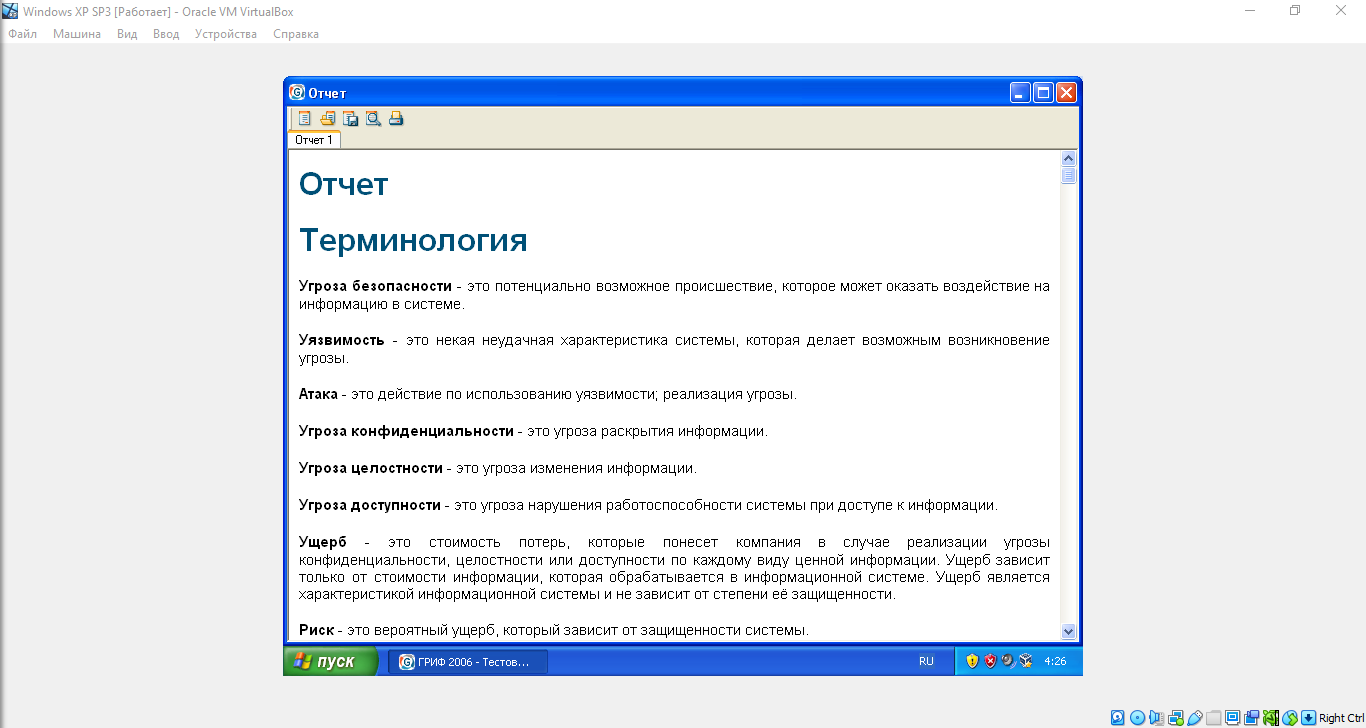 Windows XP SP3 [Работает] - Oracle VM VirtualBox
Файл Машина Вид Ввод Устройства Справка
Отчет
Отчет 1
Отчет
Терминология
Угроза безопасности - это потенциально возможное происшествие, которое может оказать воздействие на
информацию в системе.
Уязвимость - это некая неудачная характеристика системы, которая делает возможным возникновение
угрозы.
Атака - это действие по использованию уязвимости; реализация угрозы.
Угроза конфиденциальности - это угроза раскрытия информации.
Угроза целостности - это угроза изменения информации.
Угроза доступности - это угроза нарушения работоспособности системы при доступе к информации.
Ущерб - это стоимость потерь, которые понесет компания в случае реализации угрозы
конфиденциальности, целостности или доступности по каждому виду ценной информации. Ущерб зависит
только от стоимости информации, которая обрабатывается в информационной системе. Ущерб является
характеристикой информационной системы и не зависит от степени её защищенности.
Риск - это вероятный ущерб, который зависит от защищенности системы.
пуск ГРИФ 2006 - Тестов... RU 4:26
Right Ctrl